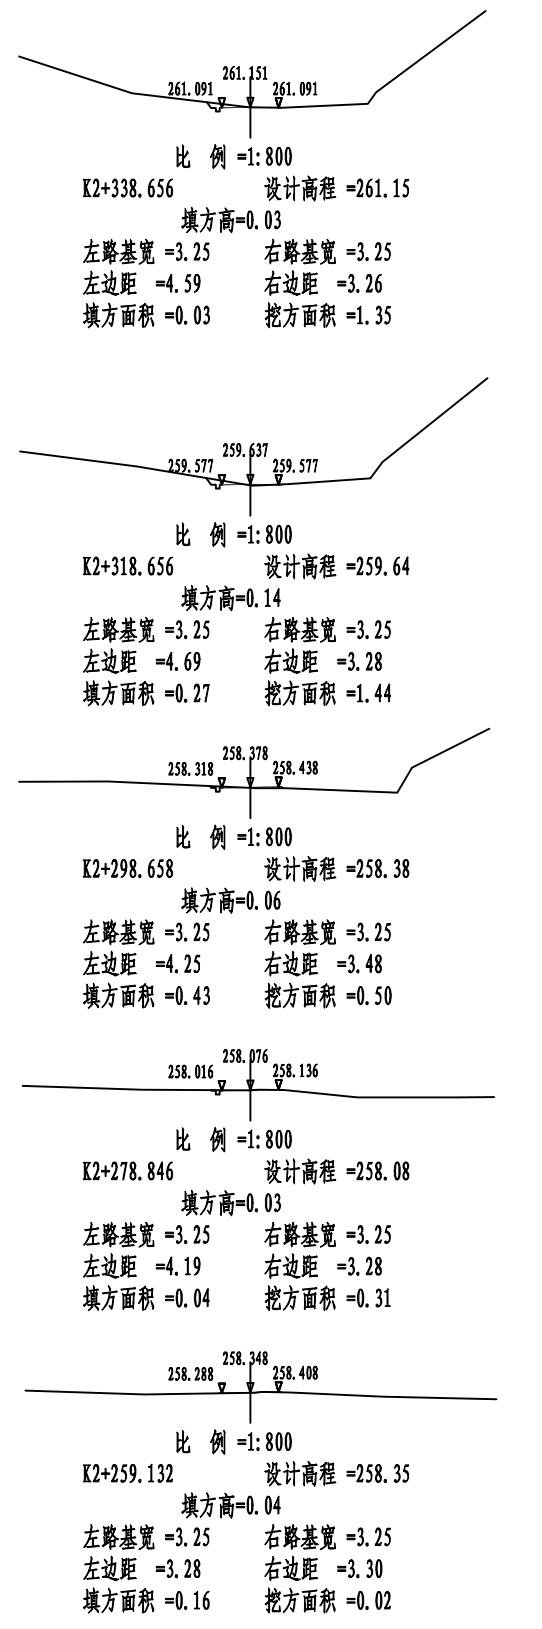 261.151
261.091 261.091
比 例 =1:800
K2+338.656 设计高程 =261.15
填方高=0.03
左路基宽 =3.25 右路基宽 =3.25
左边距 =4.59 右边距 =3.26
填方面积 =0.03 挖方面积 =1.35
259.637
259.577 259.577
比 例 =1:800
K2+318.656 设计高程 =259.64
填方高=0.14
左路基宽 =3.25 右路基宽 =3.25
左边距 =4.69 右边距 =3.28
填方面积 =0.27 挖方面积 =1.44
258.378
258.318 258.438
比 例 =1:800
K2+298.658 设计高程 =258.38
填方高=0.06
左路基宽 =3.25 右路基宽 =3.25
左边距 =4.25 右边距 =3.48
填方面积 =0.43 挖方面积 =0.50
258.076
258.016 258.136
比 例 =1:800
K2+278.846 设计高程 =258.08
填方高=0.03
左路基宽 =3.25 右路基宽 =3.25
左边距 =4.19 右边距 =3.28
填方面积 =0.04 挖方面积 =0.31
258.348
258.288 258.408
比 例 =1:800
K2+259.132 设计高程 =258.35
填方高=0.04
左路基宽 =3.25 右路基宽 =3.25
左边距 =3.28 右边距 =3.30
填方面积 =0.16 挖方面积 =0.02